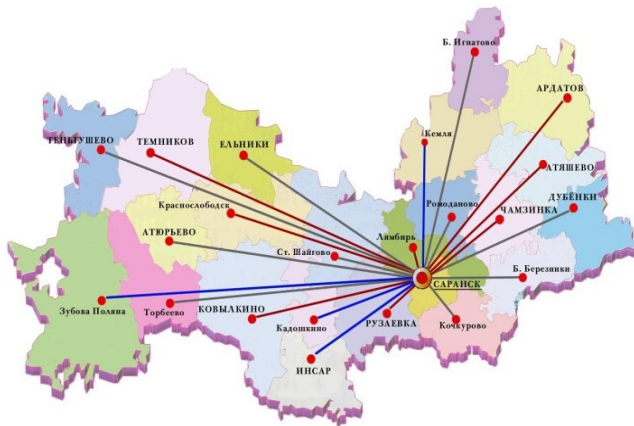 Б. Игнатово
АРДАТОВ
ТЕНЬГУШЕВО
ТЕМНИКОВ
ЕЛЬНИКИ
Кемля
АТЯШЕВО
ДУБЁНКИ
Краснослободск
Ромоданово
ЧАМЗИНКА
АТЮРЬЕВО
Ст. Шайгово
Лямбирь
Б. Березники
САРАНСК
Зубова Поляна
Торбеево
КОВЫЛКИНО
Кадошкино
РУЗАЕВКА
Кочкурово
ИНСАР